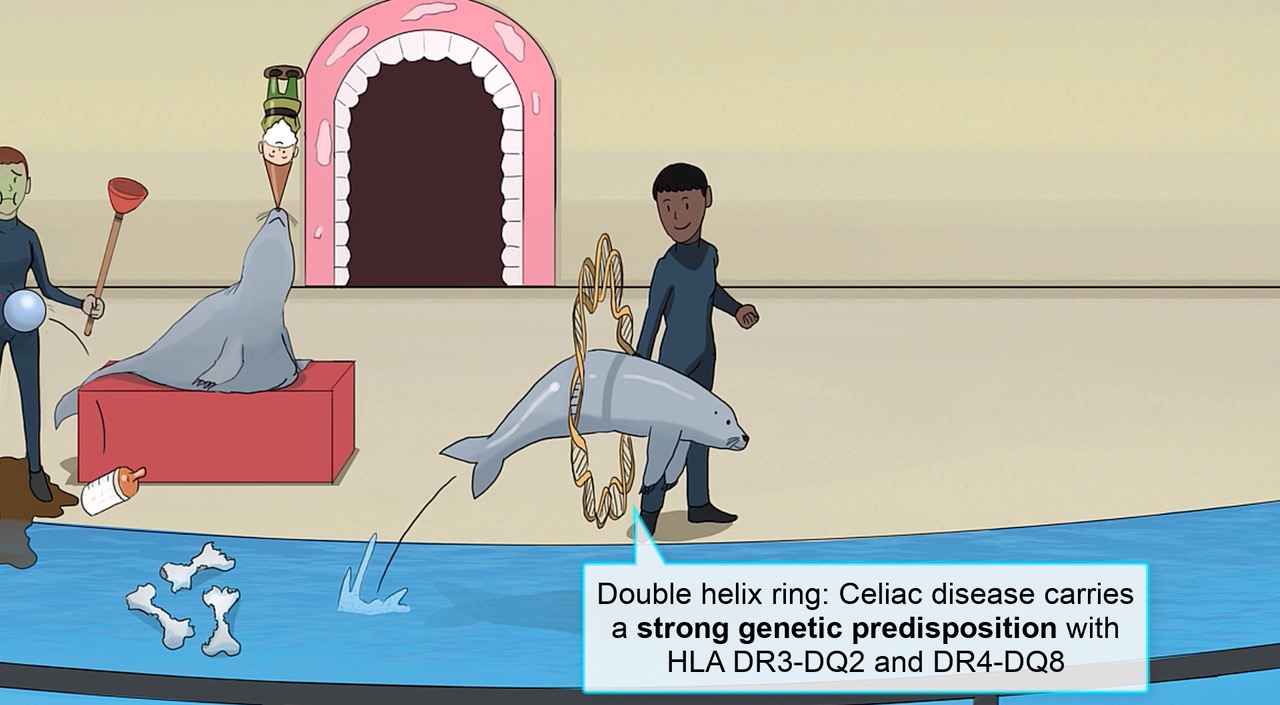 Double helix ring: Celiac disease carries
a strong genetic predisposition with
HLA DR3-DQ2 and DR4-DQ8